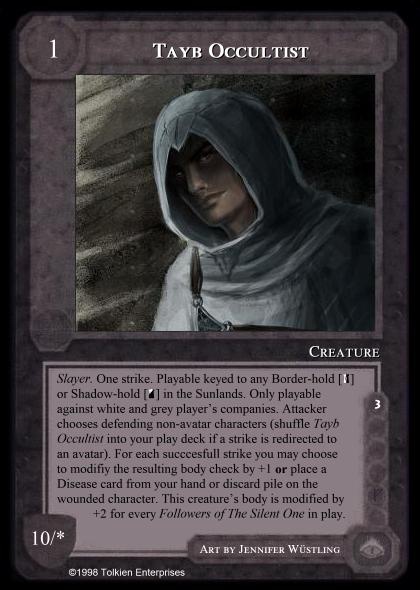 1
TAYB OCCULTIST
CREATURE
Slayer. One strike. Playable keyed to any Border-hold []
or Shadow-hold [] in the Sunlands. Only playable
against white and grey player's companies. Attacker
chooses defending non-avatar characters (shuffle Tayb
Occultist into your play deck if a strike is redirected to
an avatar). For each succcesfull strike you may choose
to modifiy the resulting body check by +1 or place a
Disease card from your hand or discard pile on the
wounded character. This creature's body is modified by
+2 for every Followers of The Silent One in play.
3
10/*
ART BY JENNIFER WÜSTLING
©1998 Tolkien Enterprises